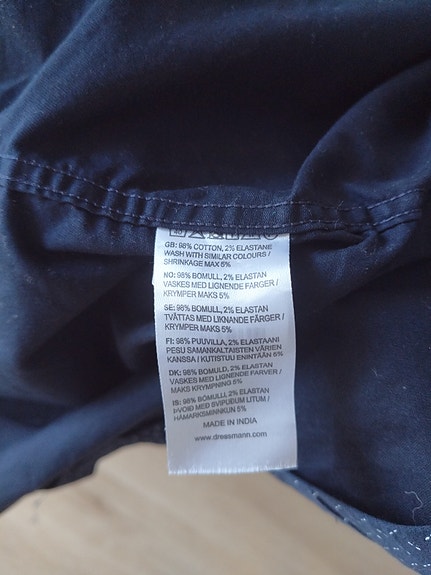 GB: 98% COTTON, 2% ELASTANE
WASH WITH SIMILAR COLOURS /
SHRINKAGE MAX 5%
NO: 98% BOMULL, 2% ELASTAN
VASKES MED LIGNENDE FARGER /
KRYMPER MAKS 5%
SE: 98% BOMULL, 2% ELASTAN
TVÄTTAS MED LIKNANDE FÄRGER /
KRYMPER MAKS 5%
FI: 98% PUUVILLA, 2% ELASTAANI
PESU SAMANKALTAISTEN VÄRIEN
KANSSA / KUTISTUU ENINTÄÄN 5%
DK: 98% BOMULD, 2% ELASTAN
VASKES MED LIGNENDE FARVER /
MAKS KRYMPNING 5%
IS: 98% BÓMULL, 2% ELASTAN
ÞVOIÐ MEÐ SVIPUÐUM LITUM /
HÁMARKSMINNKUN 5%
MADE IN INDIA
www.dressmann.com